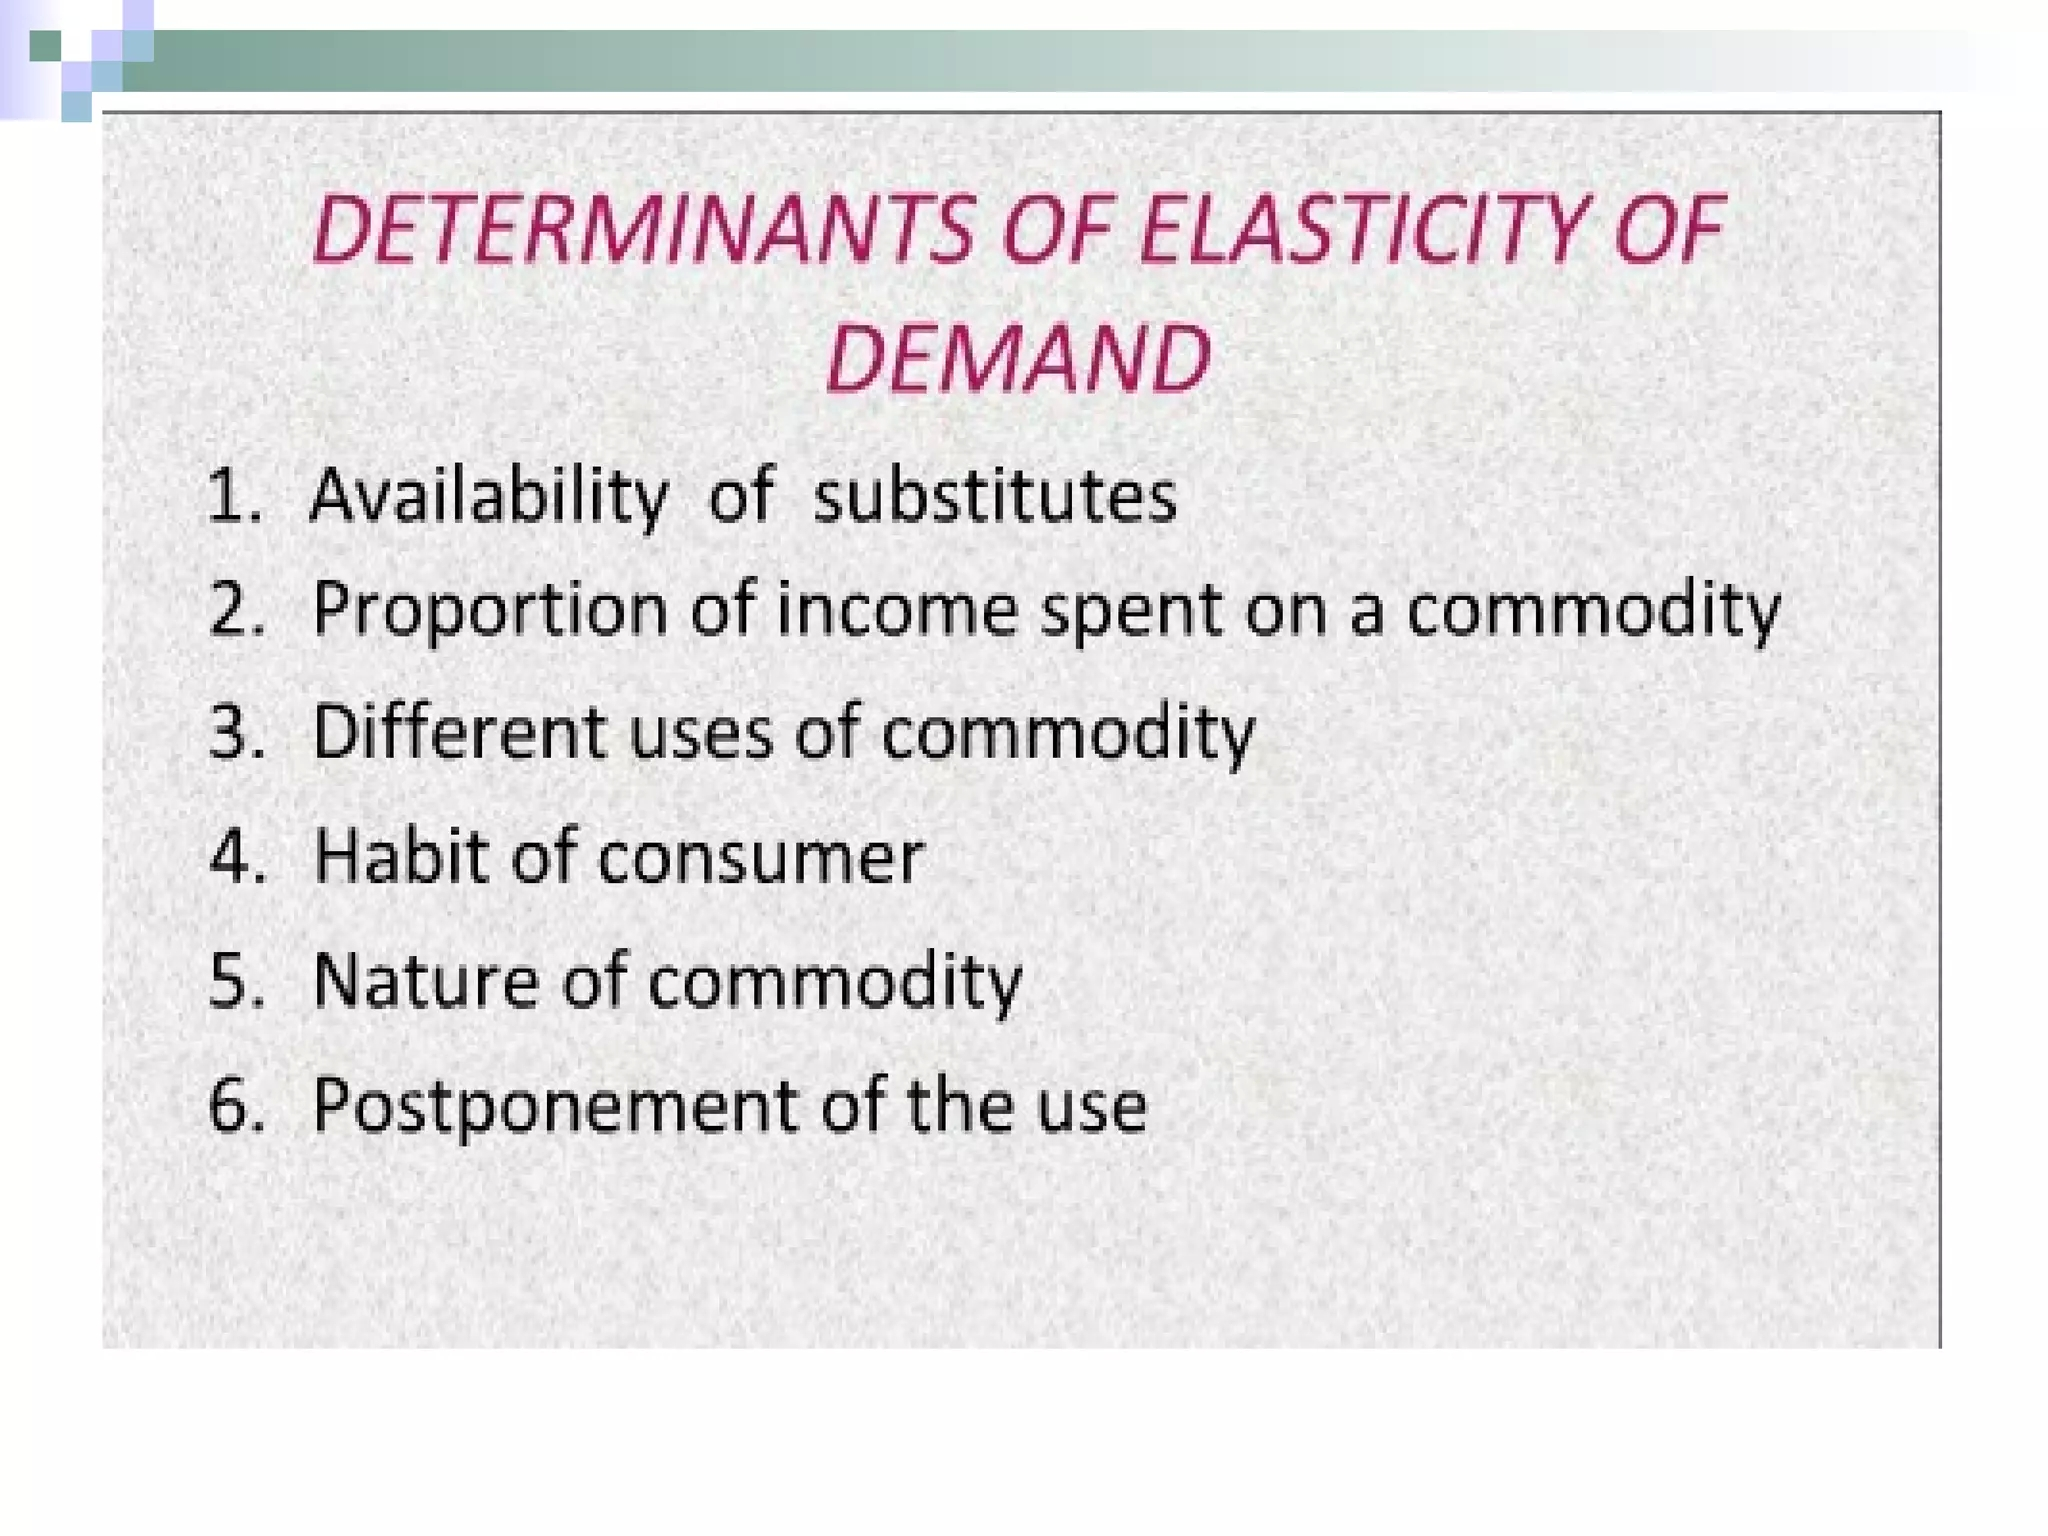 DETERMINANTS OF ELASTICITY OF
DEMAND
1. Availability of substitutes
2. Proportion of income spent on a commodity
3. Different uses of commodity
4. Habit of consumer
5. Nature of commodity
6. Postponement of the use